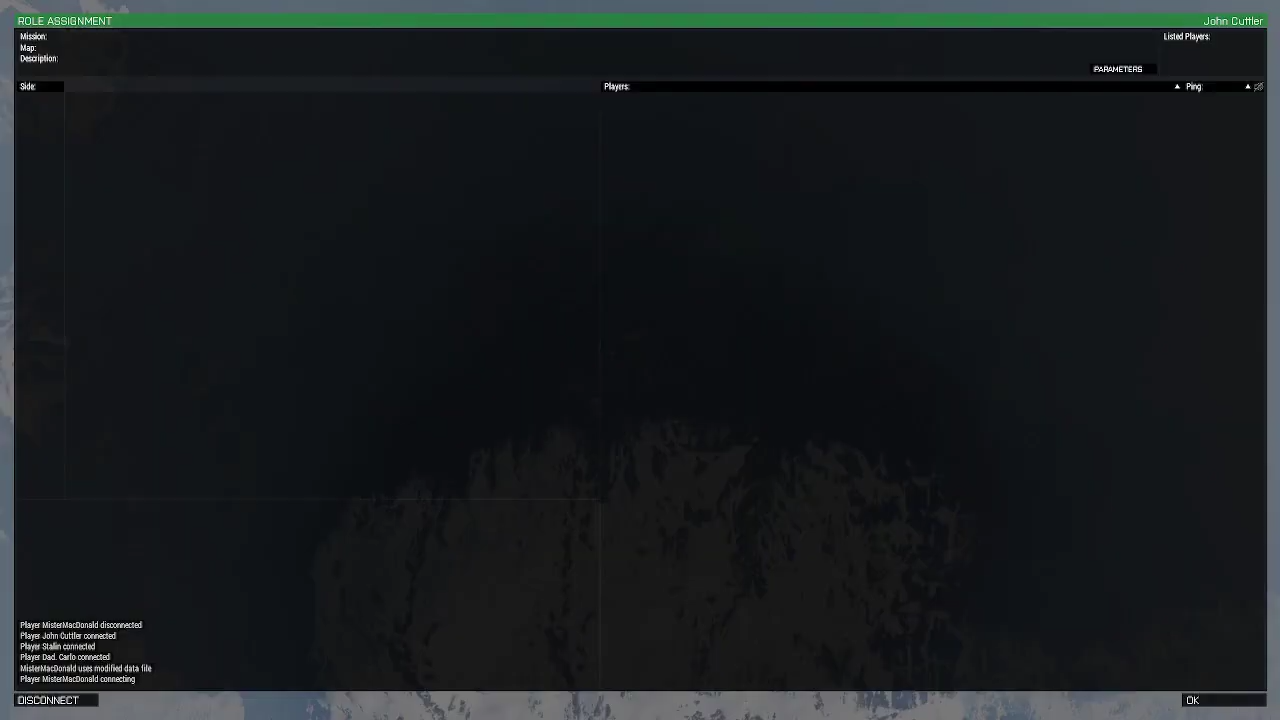 ROLE ASSIGNMENT John Cuttler
Mission: Listed Players:
Map:
Description:
PARAMETERS
Side: Players: Ping:
Player MisterMacDonald disconnected
Player John Cuttler connected
Player Stalin connected
Player Dad. Carlo connected
MisterMacDonald uses modified data file
Player MisterMacDonald connecting
DISCONNECT OK